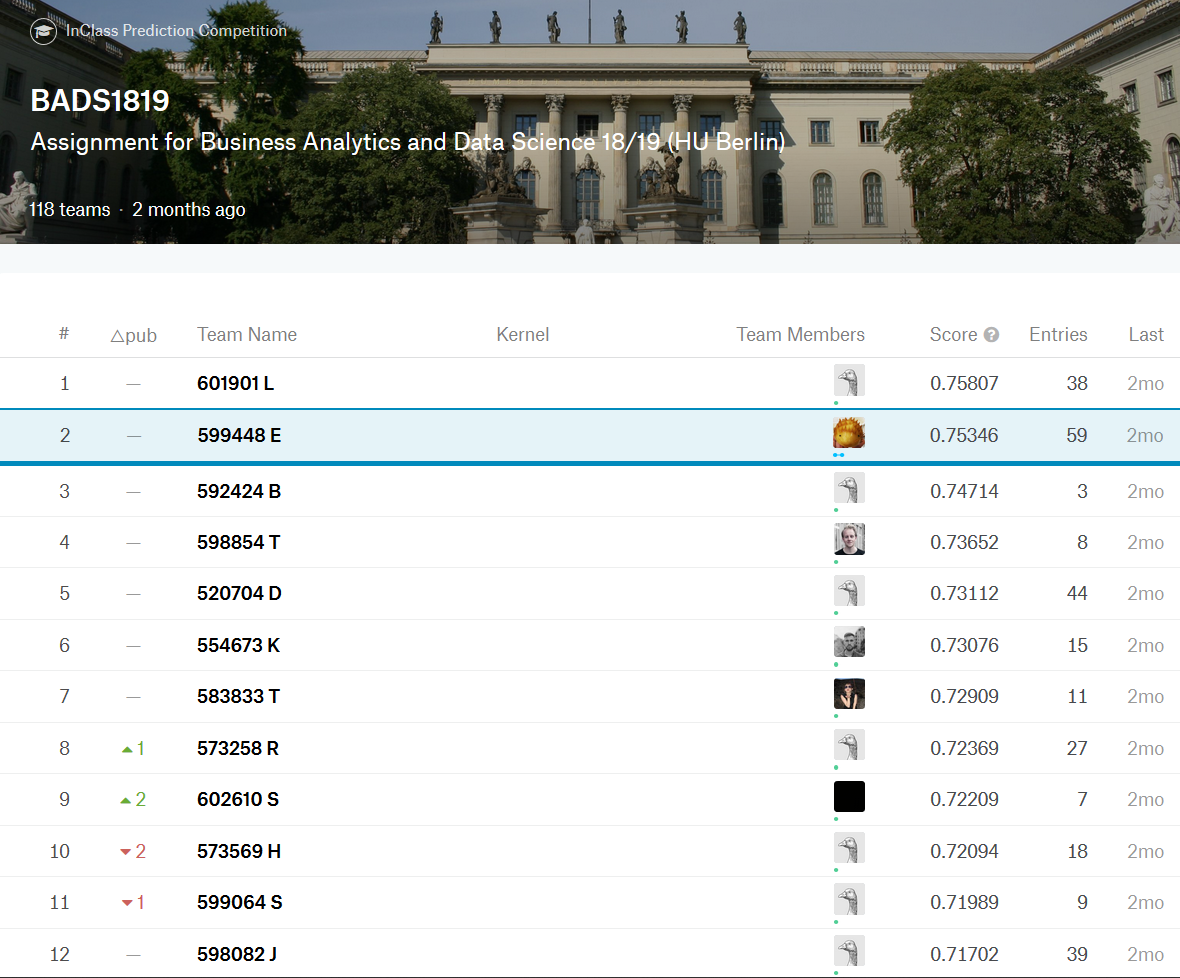 InClass Prediction Competition
BADS1819
Assignment for Business Analytics and Data Science 18/19 (HU Berlin)
118 teams · 2 months ago
# △pub Team Name Kernel Team Members Score ? Entries Last
1 — 601901 L 0.75807 38 2mo
2 — 599448 E 0.75346 59 2mo
3 — 592424 B 0.74714 3 2mo
4 — 598854 T 0.73652 8 2mo
5 — 520704 D 0.73112 44 2mo
6 — 554673 K 0.73076 15 2mo
7 — 583833 T 0.72909 11 2mo
8 ▲1 573258 R 0.72369 27 2mo
9 ▲2 602610 S 0.72209 7 2mo
10 ▼2 573569 H 0.72094 18 2mo
11 ▼1 599064 S 0.71989 9 2mo
12 — 598082 J 0.71702 39 2mo